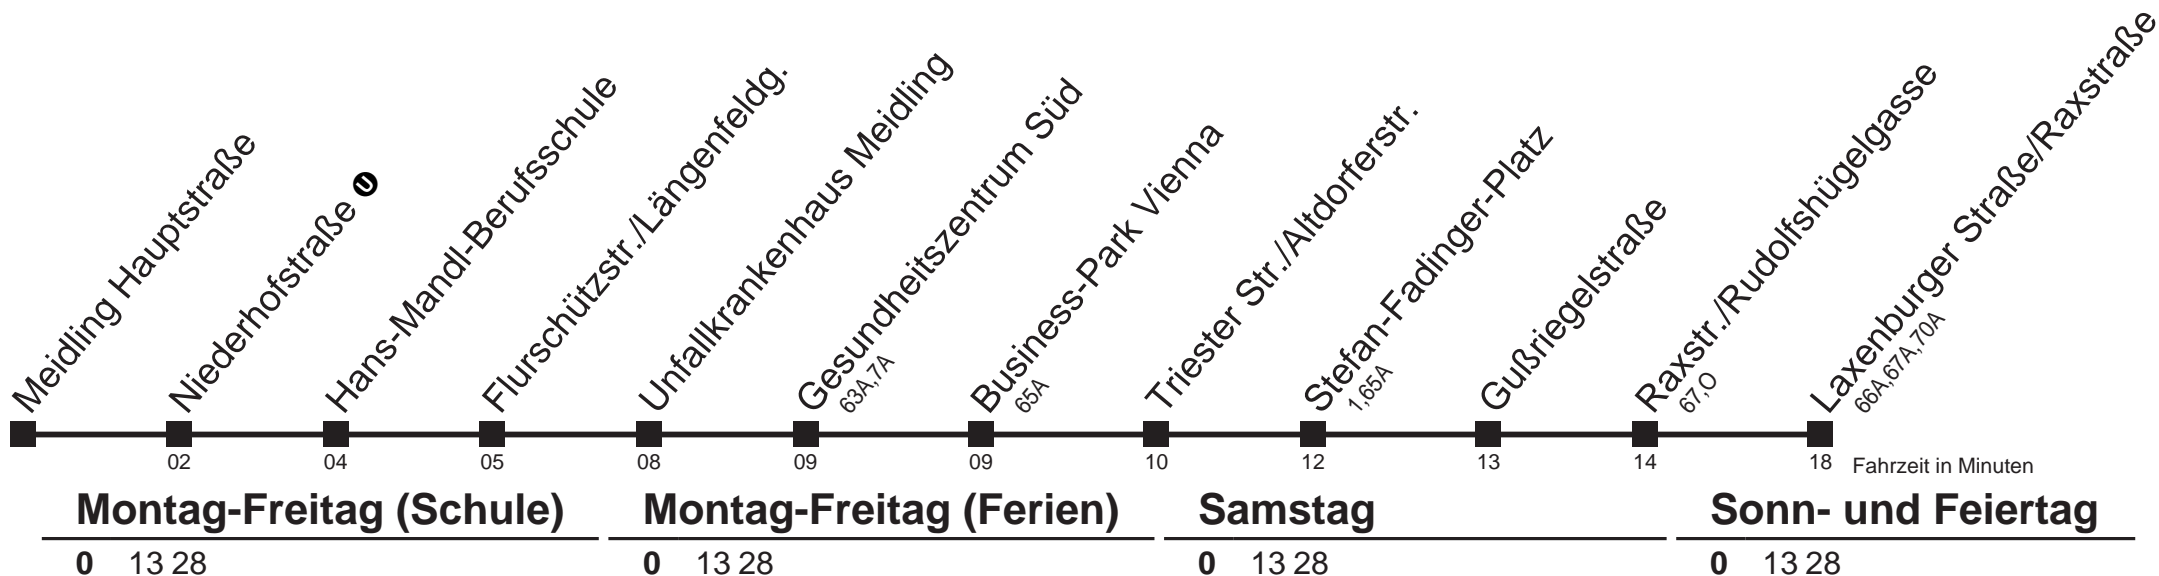 Meidling Hauptstraße
Niederhofstraße U
Hans-Mandl-Berufsschule
Flurschützstr./Längenfeldg.
Unfallkrankenhaus Meidling
Gesundheitszentrum Süd
63A,7A
Business-Park Vienna
65A
Triester Str./Altdorferstr.
Stefan-Fadinger-Platz
1,65A
Gußriegelstraße
Raxstr./Rudolfshügelgasse
67,O
Laxenburger Straße/Raxstraße
66A,67A,70A
02 04 05 08 09 09 10 12 13 14 18 Fahrzeit in Minuten
Montag-Freitag (Schule) Montag-Freitag (Ferien) Samstag Sonn- und Feiertag
0 13 28 0 13 28 0 13 28 0 13 28